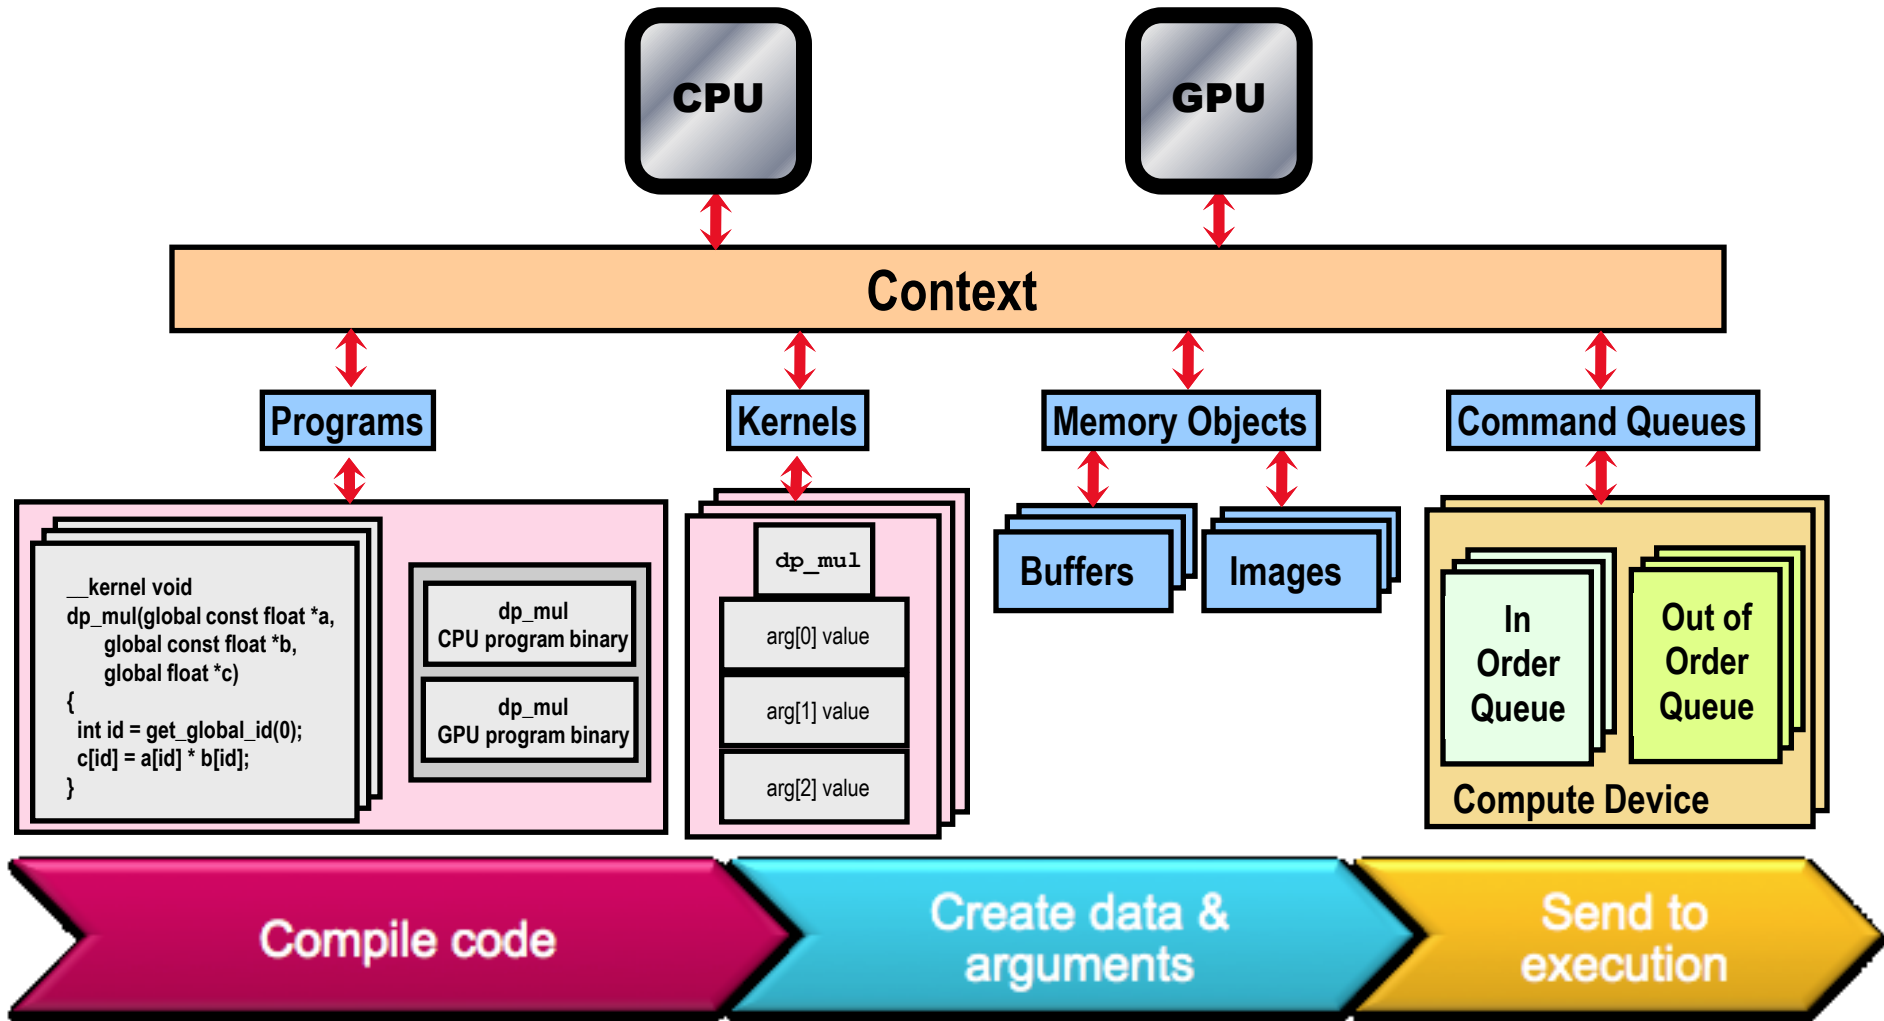 CPU
GPU
Context
Programs
Kernels
Memory Objects
Command Queues
__kernel void
dp_mul(global const float *a,
global const float *b,
global float *c)
{
int id = get_global_id(0);
c[id] = a[id] * b[id];
}
dp_mul
CPU program binary
dp_mul
GPU program binary
dp_mul
arg[0] value
arg[1] value
arg[2] value
Buffers
Images
In
Order
Queue
Out of
Order
Queue
Compute Device
Compile code
Create data &
arguments
Send to
execution